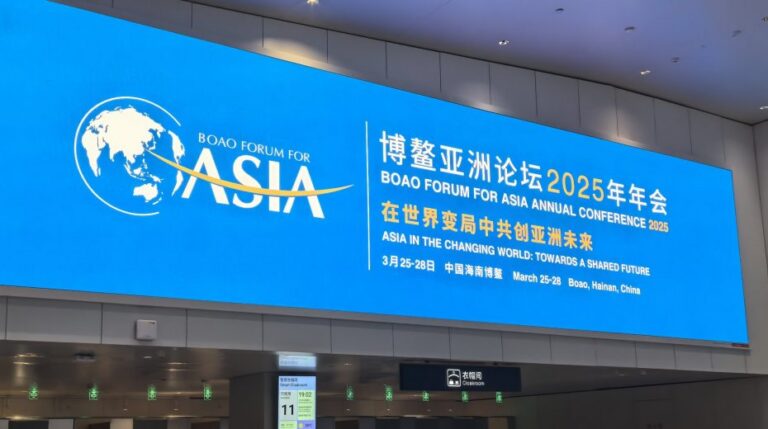 BOAO FORUM FOR
ASIA
博鳌亚洲论坛2025年年会
BOAO FORUM FOR ASIA ANNUAL CONFERENCE 2025
在世界变局中共创亚洲未来
ASIA IN THE CHANGING WORLD: TOWARDS A SHARED FUTURE
3月25-28日 中国海南博鳌 March 25-28 Boao, Hainan, China
11
19:02
衣帽间
Cloakroom